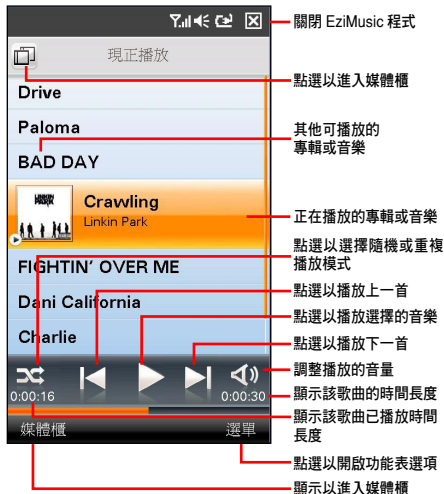 關閉 EziMusic 程式
現正播放
點選以進入媒體櫃
Drive
Paloma
BAD DAY
其他可播放的
專輯或音樂
LINKIN
PARK
Crawling
Linkin Park
正在播放的專輯或音樂
點選以選擇隨機或重複
播放模式
FIGHTIN' OVER ME
Dani California
Charlie
點選以播放上一首
點選以播放選擇的音樂
點選以播放下一首
調整播放的音量
0:00:16
0:00:30
顯示該歌曲的時間長度
顯示該歌曲已播放時間
長度
媒體櫃
選單
點選以開啟功能表選項
顯示以進入媒體櫃